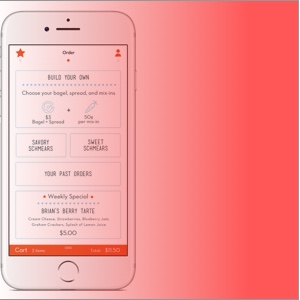 Order
BUILD YOUR OWN
Choose your bagel, spread, and mix-ins.
$3
Bagel + Spread
+
50¢
per mix-in
SAVORY
SCHMEARS
SWEET
SCHMEARS
YOUR PAST ORDERS
Weekly Special
BRIAN'S BERRY TARTE
Cream Cheese, Strawberries, Blueberry Jam,
Graham Crackers, Splash of Lemon Juice
$5.00
Cart
2 items
Total: $11.50